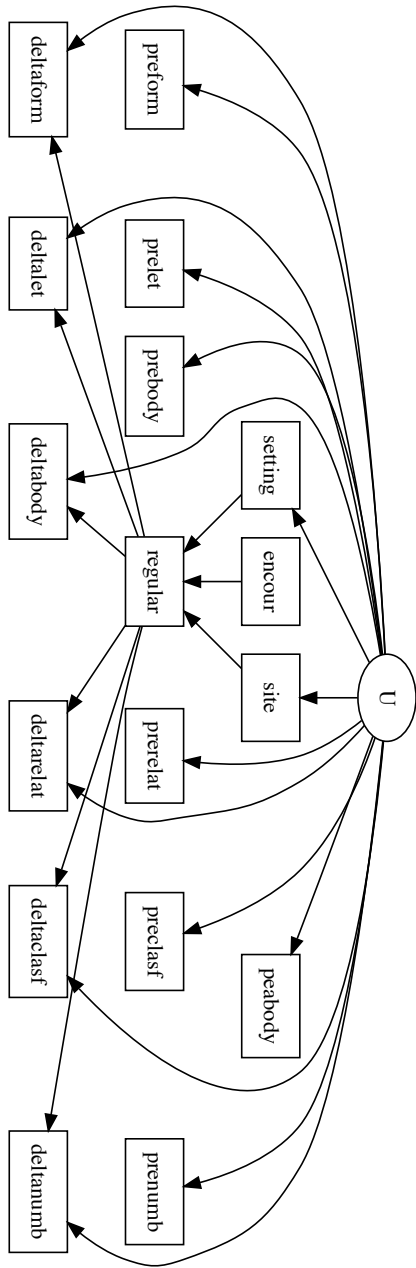 U
setting
encour
site
peabody
preform
prelet
prebody
regular
prerelat
preclasf
prenumb
deltaform
deltalet
deltabody
deltarelat
deltaclasf
deltanumb